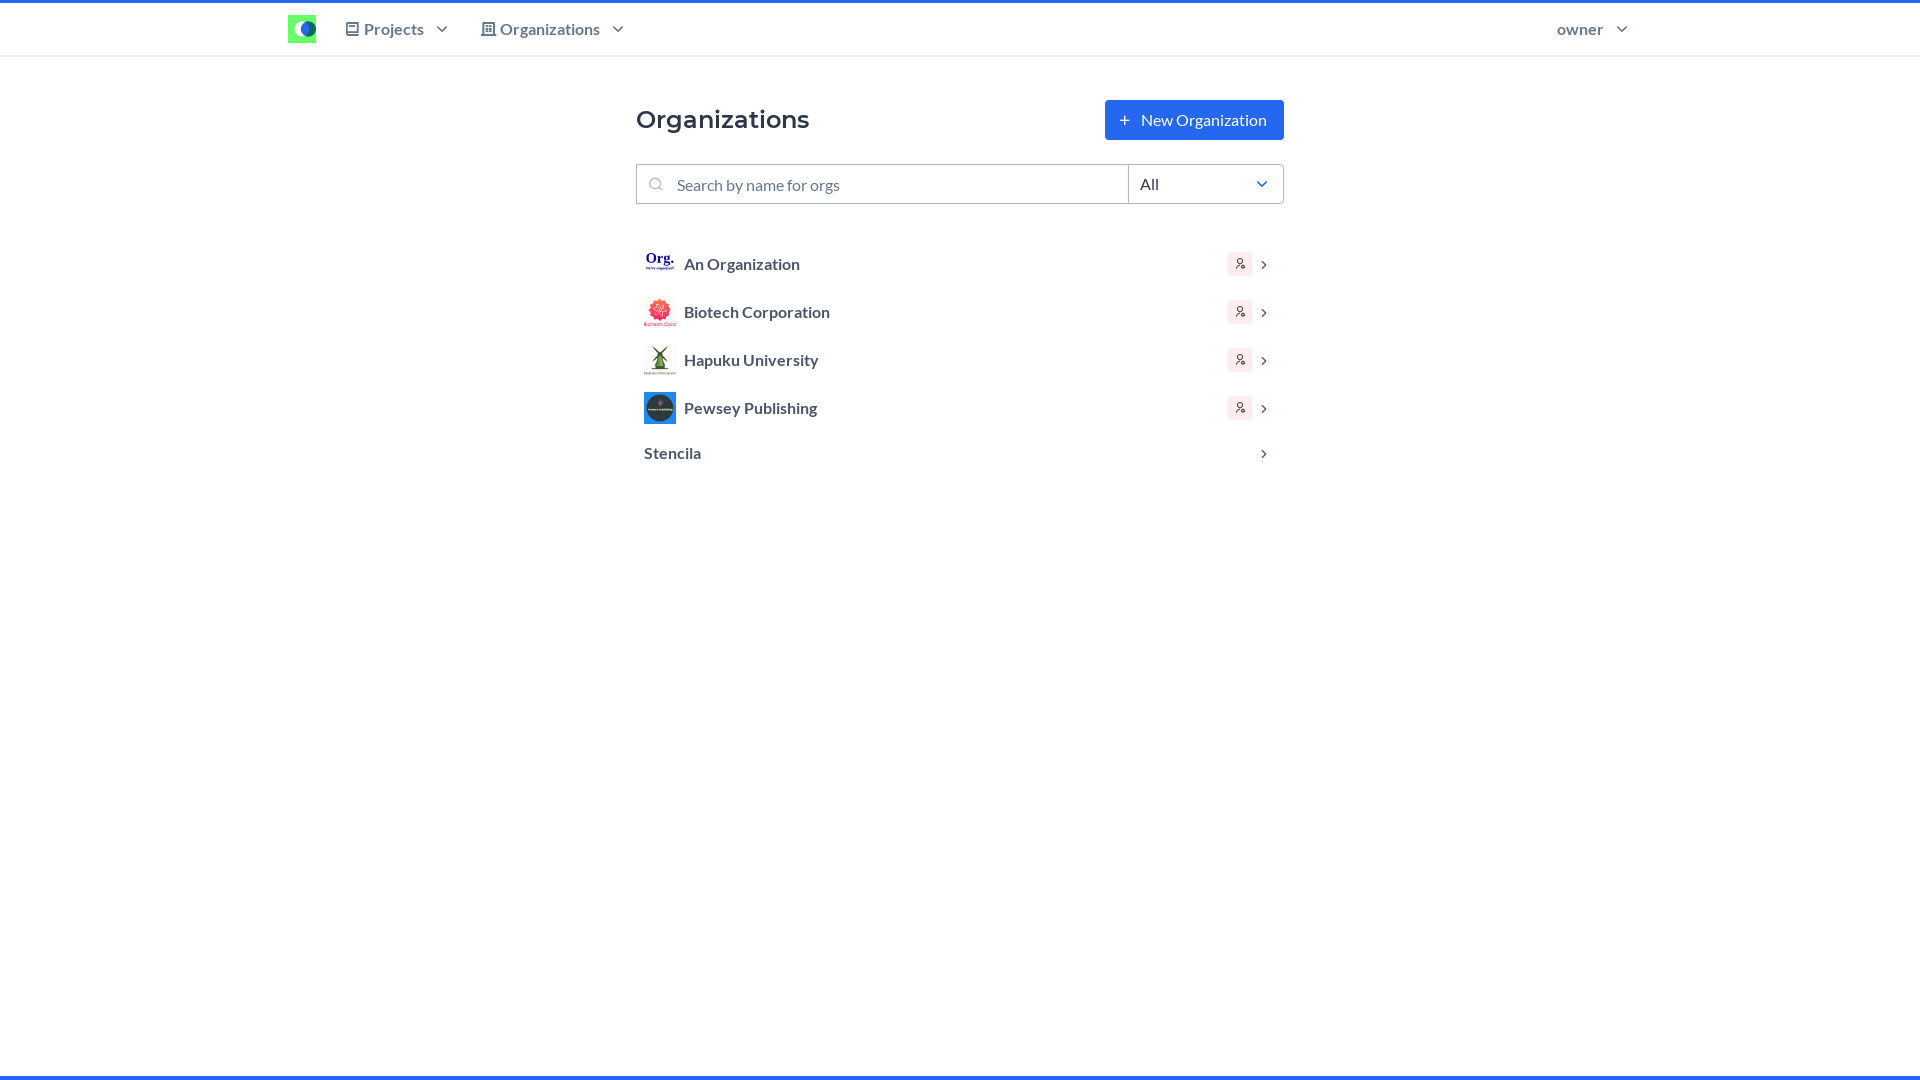 Projects
Organizations
owner
Organizations
New Organization
Search by name for orgs
All
Org.
An Organization
Biotech Corporation
Hapuku University
Pewsey Publishing
Stencila